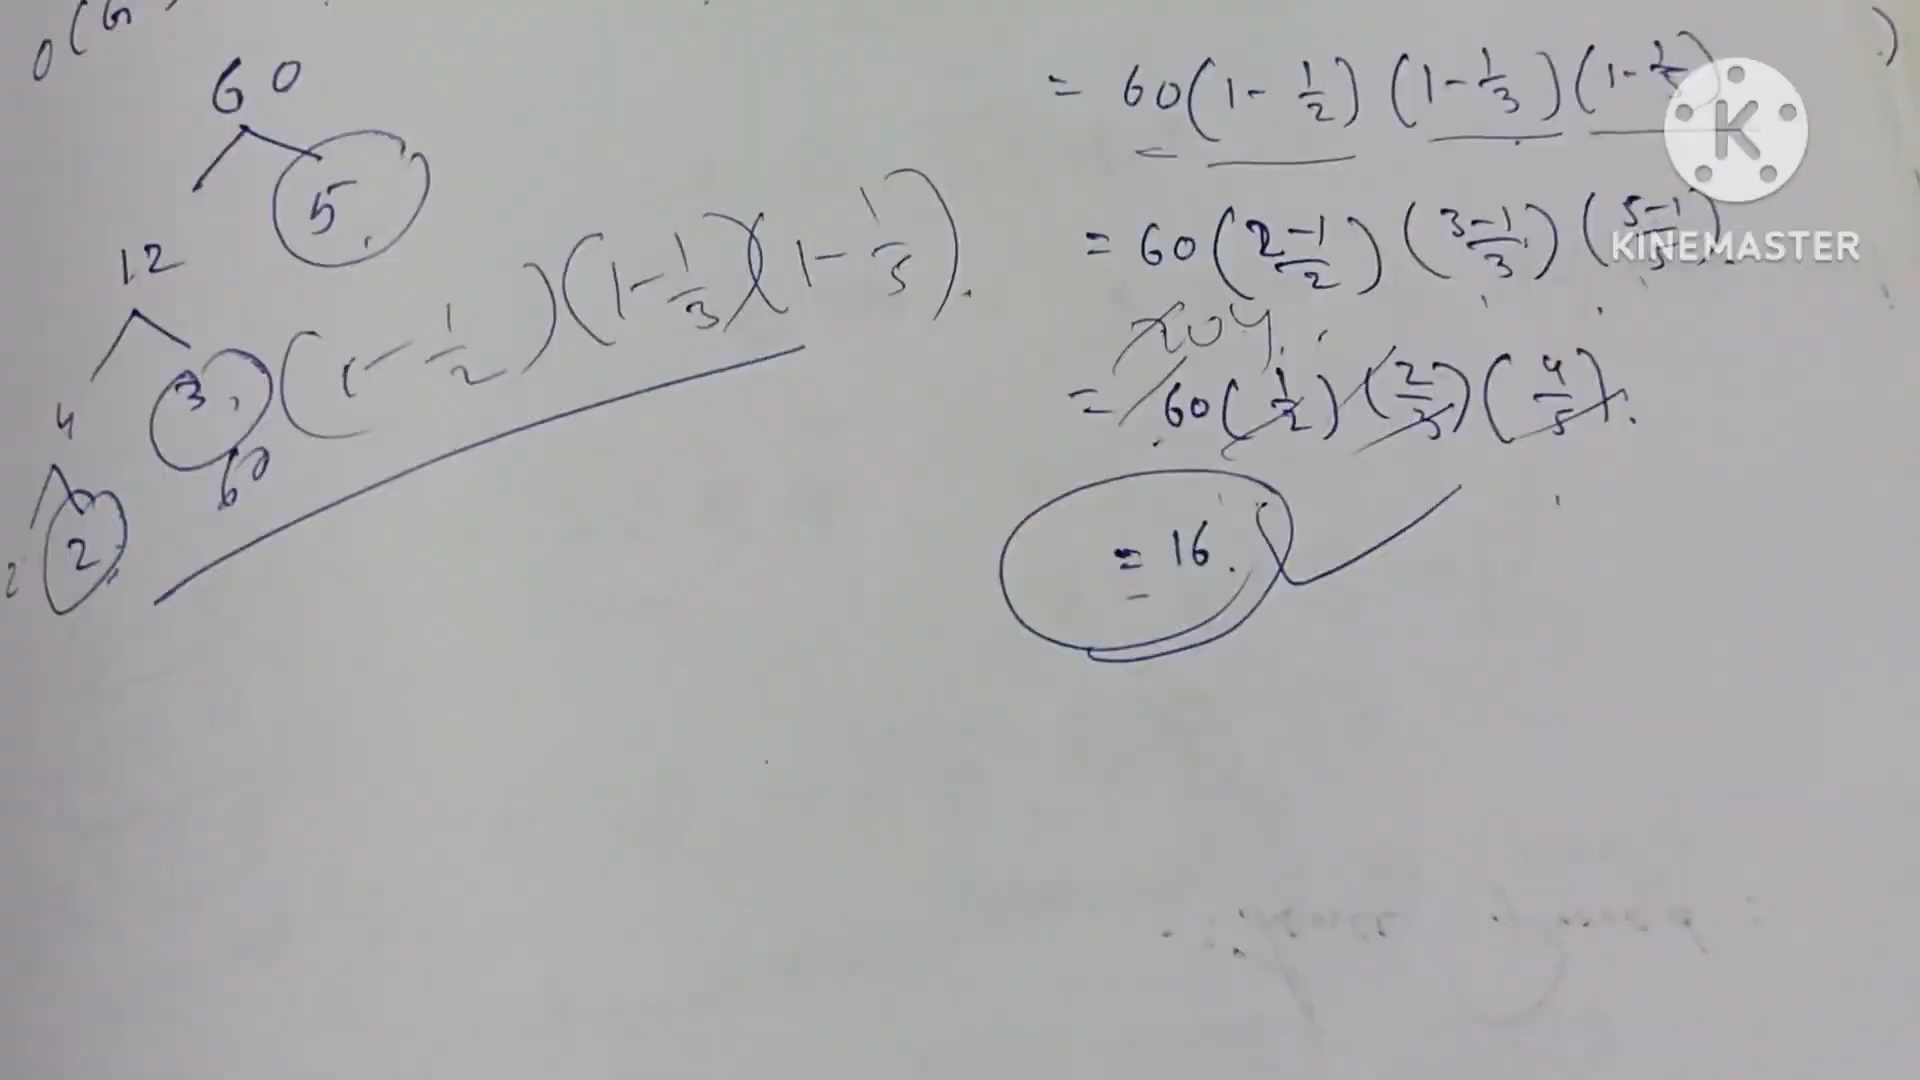 o(G
60
5.
12
3,
60 (1 - 1/2) (1 - 1/3) (1 - 1/5).
4
2
2
= 60 (1 - 1/2) (1 - 1/3) (1 -
= 60 (2-1/2) (3-1/3) (5-1/5).
204
= 60 (1/2) (2/3) (4/5).
= 16.
K
KINEMASTER